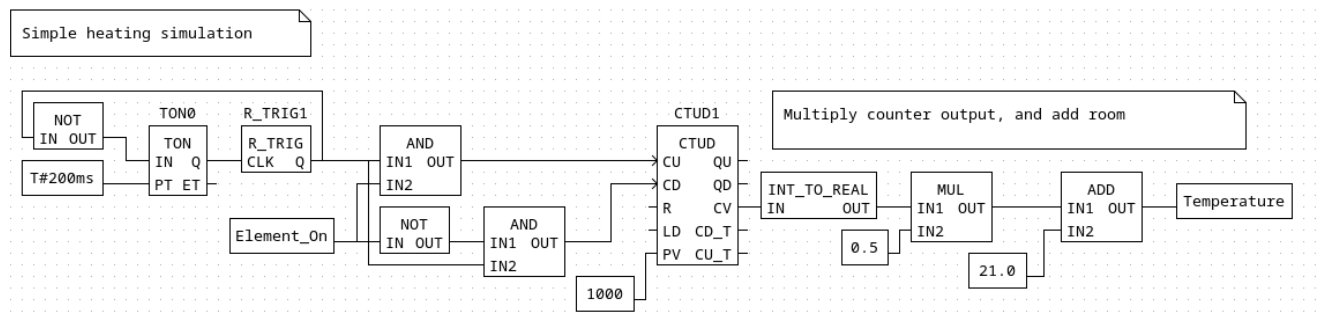 Simple heating simulation
TON0
R_TRIG1
CTUD1
Multiply counter output, and add room
NOT
IN OUT
TON
IN Q
PT ET
T#200ms
R_TRIG
CLK Q
AND
IN1 OUT
IN2
Element_On
NOT
IN OUT
AND
IN1 OUT
IN2
CTUD
CU QU
CD QD
R CV
LD CD_T
PV CU_T
1000
INT_TO_REAL
IN OUT
MUL
IN1 OUT
IN2
0.5
ADD
IN1 OUT
IN2
21.0
Temperature